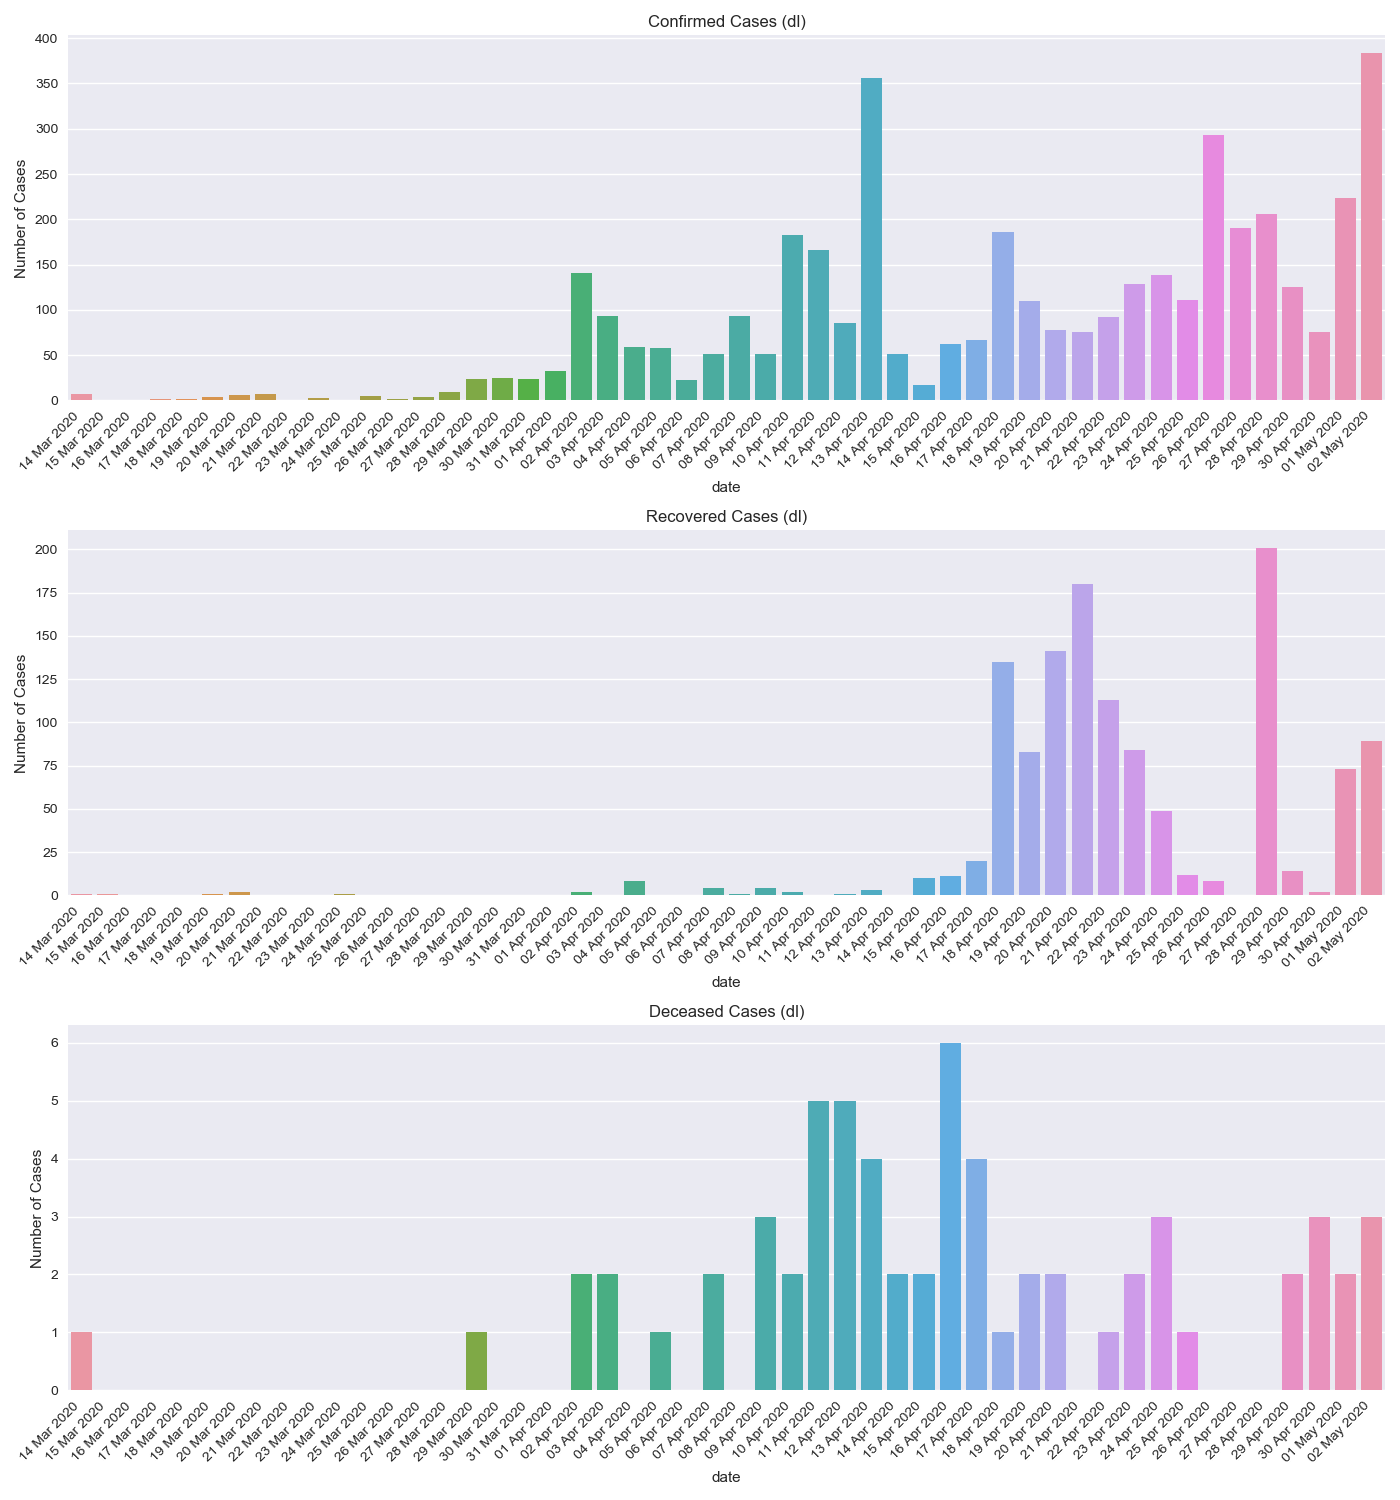 Confirmed Cases (dl)
400
350
300
250
200
150
100
50
0
Number of Cases
14 Mar 2020
15 Mar 2020
16 Mar 2020
17 Mar 2020
18 Mar 2020
19 Mar 2020
20 Mar 2020
21 Mar 2020
22 Mar 2020
23 Mar 2020
24 Mar 2020
25 Mar 2020
26 Mar 2020
27 Mar 2020
28 Mar 2020
29 Mar 2020
30 Mar 2020
31 Mar 2020
01 Apr 2020
02 Apr 2020
03 Apr 2020
04 Apr 2020
05 Apr 2020
06 Apr 2020
07 Apr 2020
08 Apr 2020
09 Apr 2020
10 Apr 2020
11 Apr 2020
12 Apr 2020
13 Apr 2020
14 Apr 2020
15 Apr 2020
16 Apr 2020
17 Apr 2020
18 Apr 2020
19 Apr 2020
20 Apr 2020
21 Apr 2020
22 Apr 2020
23 Apr 2020
24 Apr 2020
25 Apr 2020
26 Apr 2020
27 Apr 2020
28 Apr 2020
29 Apr 2020
30 Apr 2020
01 May 2020
02 May 2020
date
Recovered Cases (dl)
200
175
150
125
100
75
50
25
0
Number of Cases
14 Mar 2020
15 Mar 2020
16 Mar 2020
17 Mar 2020
18 Mar 2020
19 Mar 2020
20 Mar 2020
21 Mar 2020
22 Mar 2020
23 Mar 2020
24 Mar 2020
25 Mar 2020
26 Mar 2020
27 Mar 2020
28 Mar 2020
29 Mar 2020
30 Mar 2020
31 Mar 2020
01 Apr 2020
02 Apr 2020
03 Apr 2020
04 Apr 2020
05 Apr 2020
06 Apr 2020
07 Apr 2020
08 Apr 2020
09 Apr 2020
10 Apr 2020
11 Apr 2020
12 Apr 2020
13 Apr 2020
14 Apr 2020
15 Apr 2020
16 Apr 2020
17 Apr 2020
18 Apr 2020
19 Apr 2020
20 Apr 2020
21 Apr 2020
22 Apr 2020
23 Apr 2020
24 Apr 2020
25 Apr 2020
26 Apr 2020
27 Apr 2020
28 Apr 2020
29 Apr 2020
30 Apr 2020
01 May 2020
02 May 2020
date
Deceased Cases (dl)
6
5
4
3
2
1
0
Number of Cases
14 Mar 2020
15 Mar 2020
16 Mar 2020
17 Mar 2020
18 Mar 2020
19 Mar 2020
20 Mar 2020
21 Mar 2020
22 Mar 2020
23 Mar 2020
24 Mar 2020
25 Mar 2020
26 Mar 2020
27 Mar 2020
28 Mar 2020
29 Mar 2020
30 Mar 2020
31 Mar 2020
01 Apr 2020
02 Apr 2020
03 Apr 2020
04 Apr 2020
05 Apr 2020
06 Apr 2020
07 Apr 2020
08 Apr 2020
09 Apr 2020
10 Apr 2020
11 Apr 2020
12 Apr 2020
13 Apr 2020
14 Apr 2020
15 Apr 2020
16 Apr 2020
17 Apr 2020
18 Apr 2020
19 Apr 2020
20 Apr 2020
21 Apr 2020
22 Apr 2020
23 Apr 2020
24 Apr 2020
25 Apr 2020
26 Apr 2020
27 Apr 2020
28 Apr 2020
29 Apr 2020
30 Apr 2020
01 May 2020
02 May 2020
date